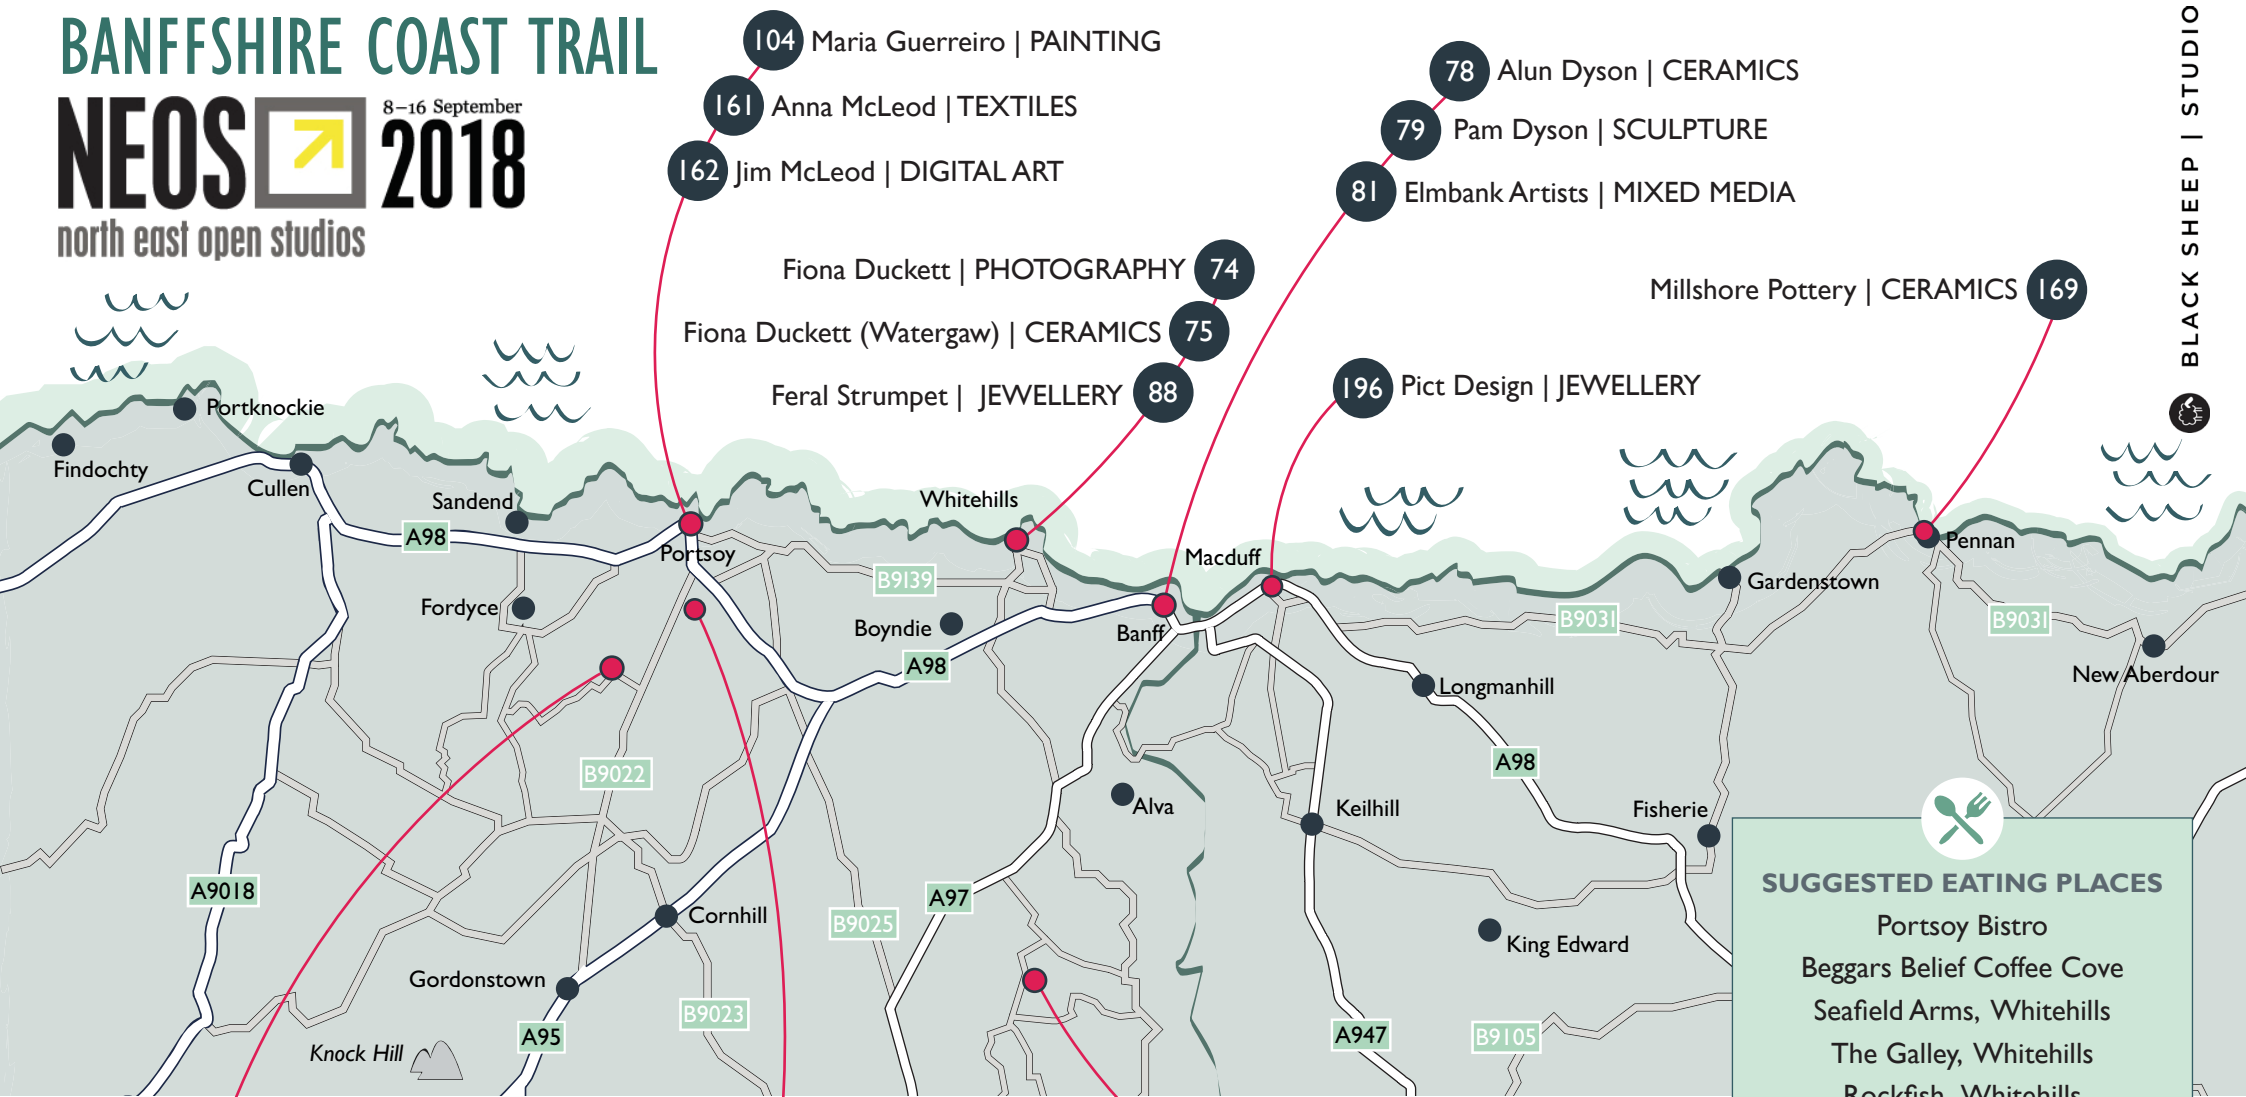 BANFFSHIRE COAST TRAIL
NEOS
8–16 September
2018
north east open studios
104 Maria Guerreiro | PAINTING
161 Anna McLeod | TEXTILES
162 Jim McLeod | DIGITAL ART
Fiona Duckett | PHOTOGRAPHY 74
Fiona Duckett (Watergaw) | CERAMICS 75
Feral Strumpet | JEWELLERY 88
78 Alun Dyson | CERAMICS
79 Pam Dyson | SCULPTURE
81 Elmbank Artists | MIXED MEDIA
Millshore Pottery | CERAMICS 169
196 Pict Design | JEWELLERY
BLACK SHEEP | STUDIO
Portknockie
Findochty
Cullen
Sandend
A98
Portsoy
Whitehills
Macduff
Pennan
B9139
Gardenstown
Fordyce
Boyndie
Banff
B9031
B9031
A98
Longmanhill
New Aberdour
B9022
A98
Alva
Keilhill
Fisherie
A9018
Cornhill
B9025
A97
King Edward
Gordonstown
B9023
A95
Knock Hill
A947
B9105
SUGGESTED EATING PLACES
Portsoy Bistro
Beggars Belief Coffee Cove
Seafield Arms, Whitehills
The Galley, Whitehills
Rockfish, Whitehills